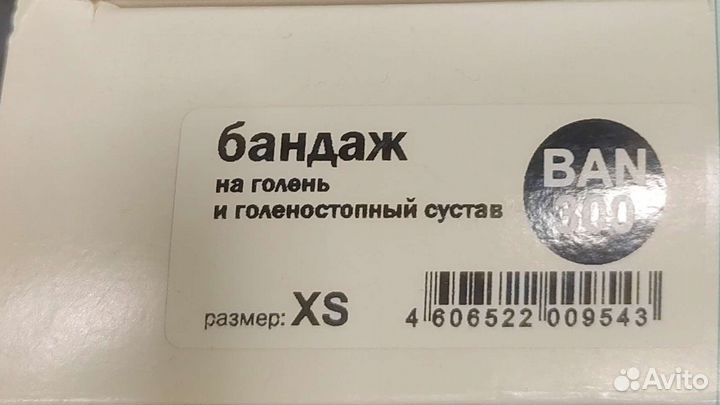 бандаж
на голень
и голеностопный сустав
BAN
300
размер: XS
4 606522 009543
Avito